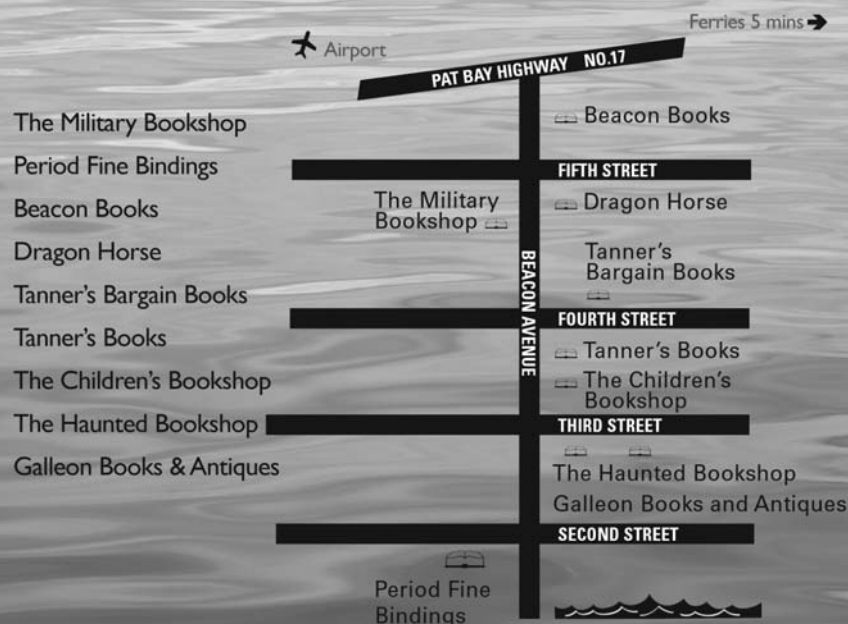 Ferries 5 mins
Airport
PAT BAY HIGHWAY NO.17
The Military Bookshop
Period Fine Bindings
Beacon Books
Dragon Horse
Tanner's Bargain Books
Tanner's Books
The Children's Bookshop
The Haunted Bookshop
Galleon Books & Antiques
Beacon Books
FIFTH STREET
The Military
Bookshop
Dragon Horse
Tanner's
Bargain Books
BEACON AVENUE
FOURTH STREET
Tanner's Books
The Children's
Bookshop
THIRD STREET
The Haunted Bookshop
Galleon Books and Antiques
SECOND STREET
Period Fine
Bindings